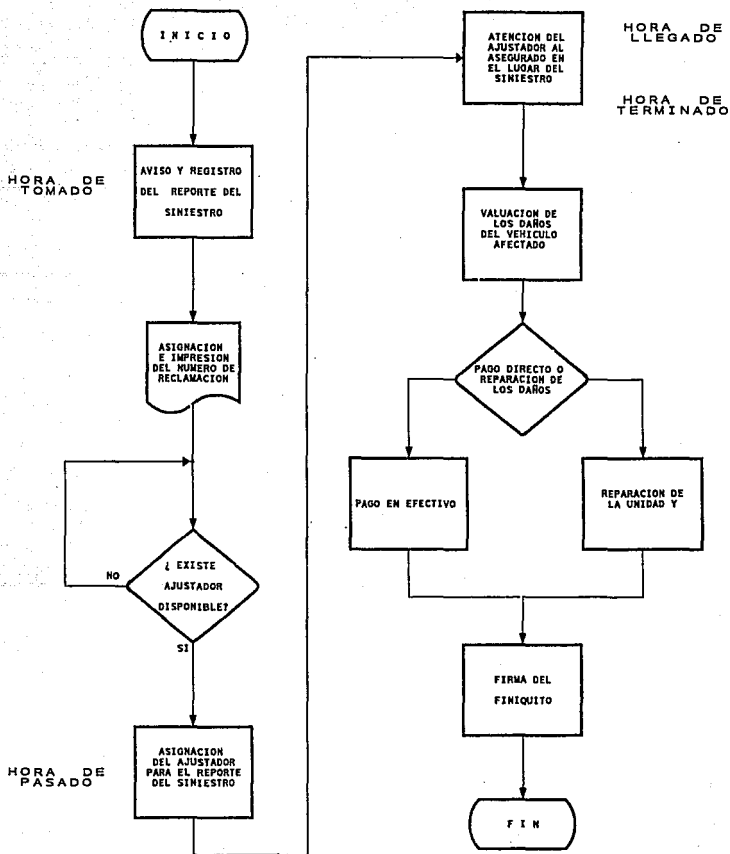 I N I C I O
HORA DE
TOMADO
AVISO Y REGISTRO
DEL REPORTE DEL
SINIESTRO
ASIGNACION
E IMPRESION
DEL NUMERO DE
RECLAMACION
¿ EXISTE
AJUSTADOR
DISPONIBLE?
NO
SI
HORA DE
PASADO
ASIGNACION
DEL AJUSTADOR
PARA EL REPORTE
DEL SINIESTRO
ATENCION DEL
AJUSTADOR AL
ASEGURADO EN
EL LUGAR DEL
SINIESTRO
HORA DE
LLEGADO
HORA DE
TERMINADO
VALUACION DE
LOS DAÑOS
DEL VEHICULO
AFECTADO
PAGO DIRECTO O
REPARACION DE
LOS DAÑOS
PAGO EN EFECTIVO
REPARACION DE
LA UNIDAD Y
FIRMA DEL
FINIQUITO
F I N